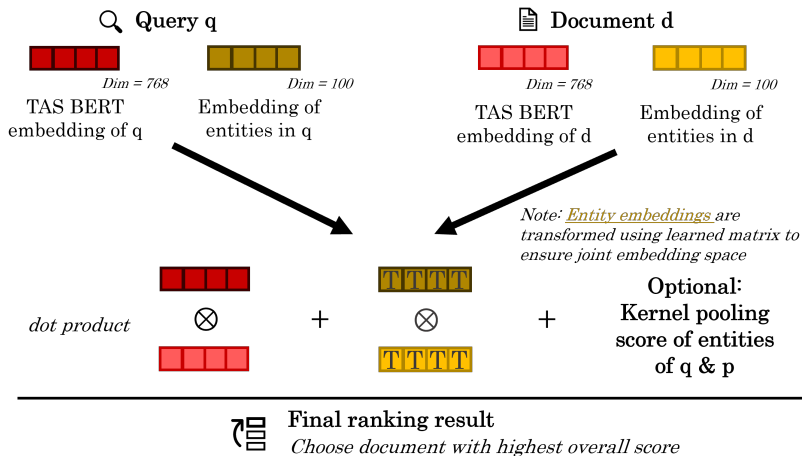 Query q
Document d
Dim = 768
Dim = 100
Dim = 768
Dim = 100
TAS BERT
embedding of q
Embedding of
entities in q
TAS BERT
embedding of d
Embedding of
entities in d
Note: Entity embeddings are
transformed using learned matrix to
ensure joint embedding space
T T T T
dot product
+
+
T T T T
Optional:
Kernel pooling
score of entities
of q & p
Final ranking result
Choose document with highest overall score